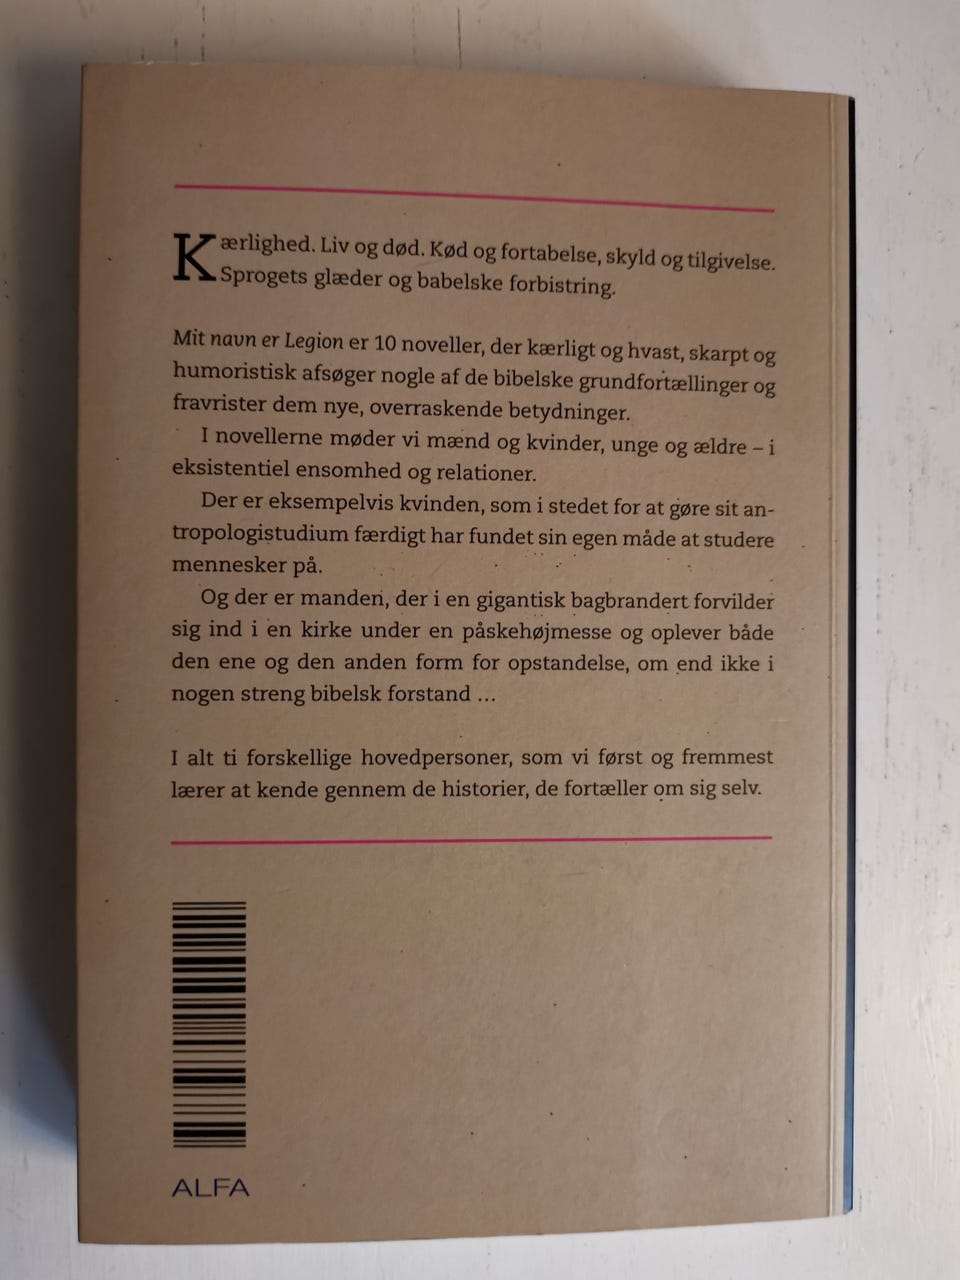 Kærlighed. Liv og død. Kød og fortabelse, skyld og tilgivelse.
Sprogets glæder og babelske forbistring.
Mit navn er Legion er 10 noveller, der kærligt og hvast, skarpt og
humoristisk afsøger nogle af de bibelske grundfortællinger og
fravrister dem nye, overraskende betydninger.
I novellerne møder vi mænd og kvinder, unge og ældre – i
eksistentiel ensomhed og relationer.
Der er eksempelvis kvinden, som i stedet for at gøre sit an-
tropologistudium færdigt har fundet sin egen måde at studere
mennesker på.
Og der er manden, der i en gigantisk bagbrandert forvilder
sig ind i en kirke under en påskehøjmesse og oplever både
den ene og den anden form for opstandelse, om end ikke i
nogen streng bibelsk forstand ...
I alt ti forskellige hovedpersoner, som vi først og fremmest
lærer at kende gennem de historier, de fortæller om sig selv.
ALFA